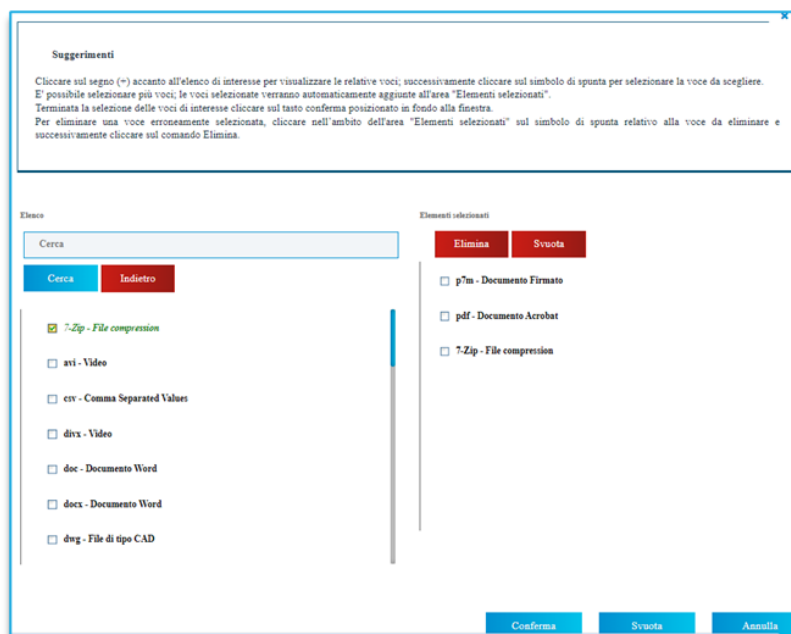 Suggerimenti
Cliccare sul segno (+) accanto all'elenco di interesse per visualizzare le relative voci; successivamente cliccare sul simbolo di spunta per selezionare la voce da scegliere.
E' possibile selezionare più voci; le voci selezionate verranno automaticamente aggiunte all'area "Elementi selezionati".
Terminata la selezione delle voci di interesse cliccare sul tasto conferma posizionato in fondo alla finestra.
Per eliminare una voce erroneamente selezionata, cliccare nell'ambito dell'area "Elementi selezionati" sul simbolo di spunta relativo alla voce da eliminare e
successivamente cliccare sul comando Elimina.
Elenco
Cerca
Cerca Indietro
7-Zip - File compression
avi - Video
csv - Comma Separated Values
divx - Video
doc - Documento Word
docx - Documento Word
dwg - File di tipo CAD
Elementi selezionati
Elimina Svuota
p7m - Documento Firmato
pdf - Documento Acrobat
7-Zip - File compression
Conferma Svuota Annulla